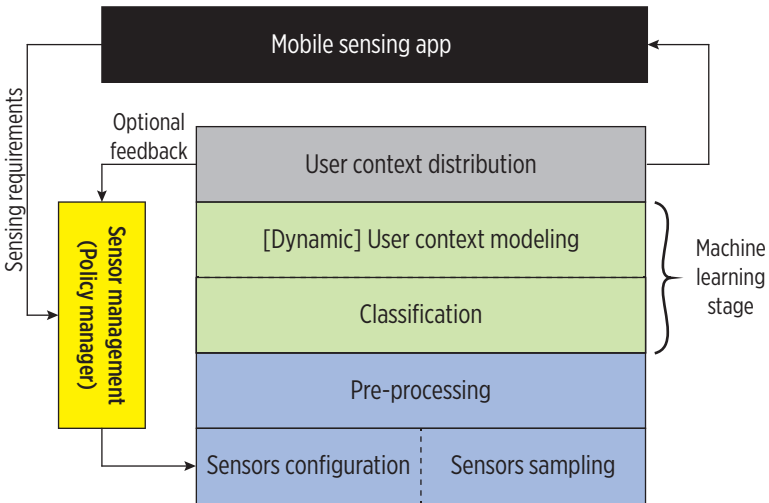 Mobile sensing app
Sensing requirements
Optional
feedback
User context distribution
Sensor management
(Policy manager)
[Dynamic] User context modeling
Classification
Machine
learning
stage
Pre-processing
Sensors configuration
Sensors sampling